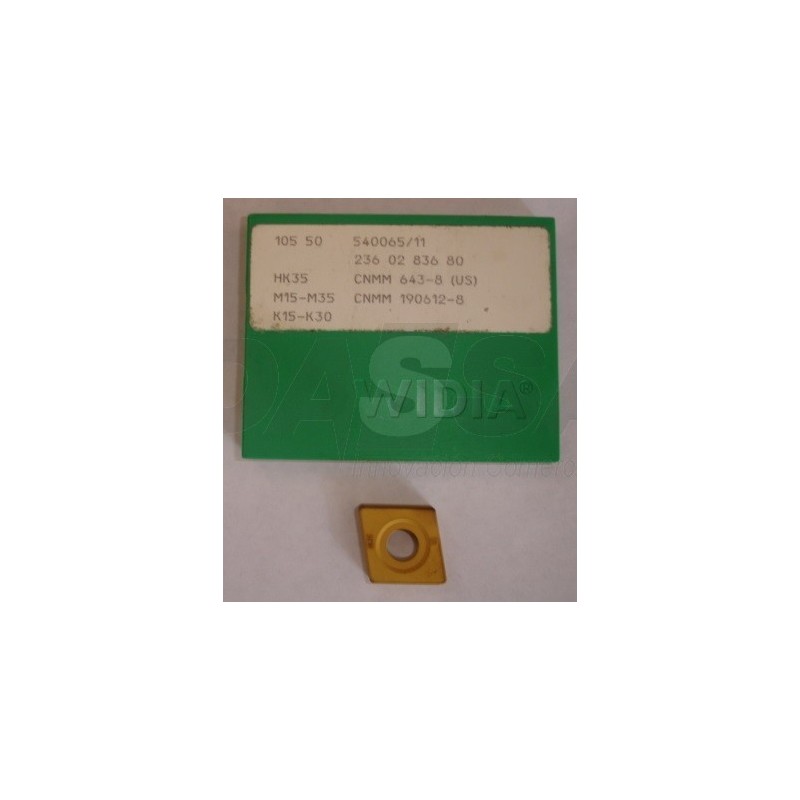 105 50 540065/11
236 02 836 80
HK35 CNMM 643-8 (US)
M15-M35 CNMM 190612-8
K15-K30
WIDIA®